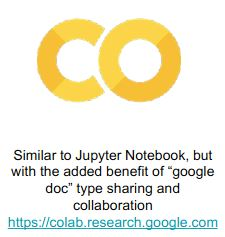 Similar to Jupyter Notebook, but
with the added benefit of “google
doc” type sharing and
collaboration
https://colab.research.google.com